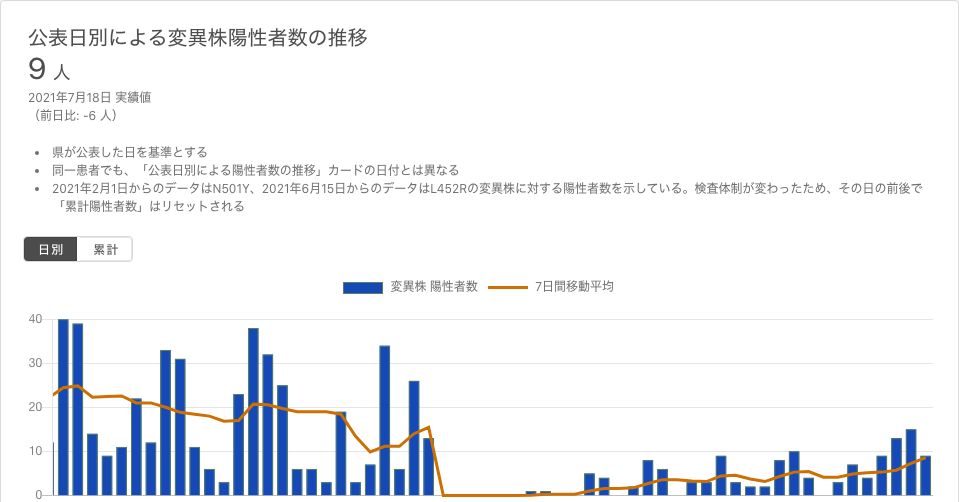 公表日別による変異株陽性者数の推移
9 人
2021年7月18日 実績値
（前日比: -6 人）
• 県が公表した日を基準とする
• 同一患者でも、「公表日別による陽性者数の推移」カードの日付とは異なる
• 2021年2月1日からのデータはN501Y、2021年6月15日からのデータはL452Rの変異株に対する陽性者数を示している。検査体制が変わったため、その日の前後で
「累計陽性者数」はリセットされる
日別 累計
変異株 陽性者数 7日間移動平均
40
30
20
10
0